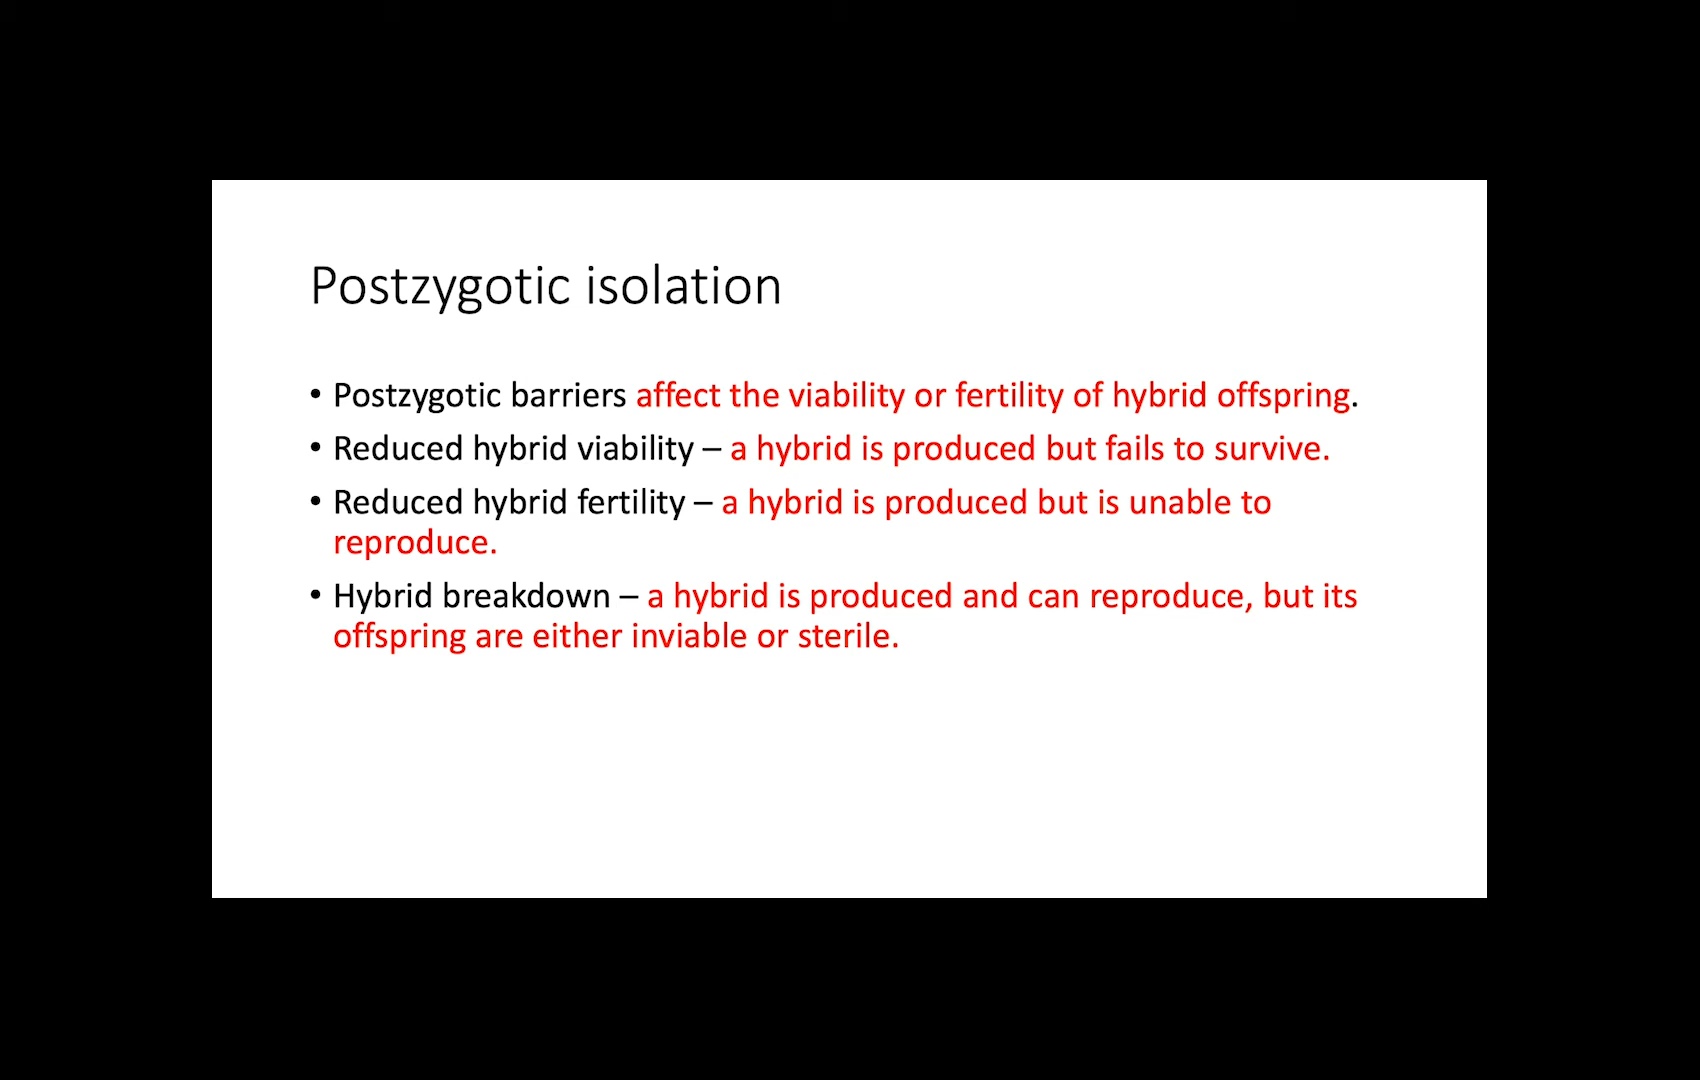 Postzygotic isolation
• Postzygotic barriers affect the viability or fertility of hybrid offspring.
• Reduced hybrid viability – a hybrid is produced but fails to survive.
• Reduced hybrid fertility – a hybrid is produced but is unable to
reproduce.
• Hybrid breakdown – a hybrid is produced and can reproduce, but its
offspring are either inviable or sterile.